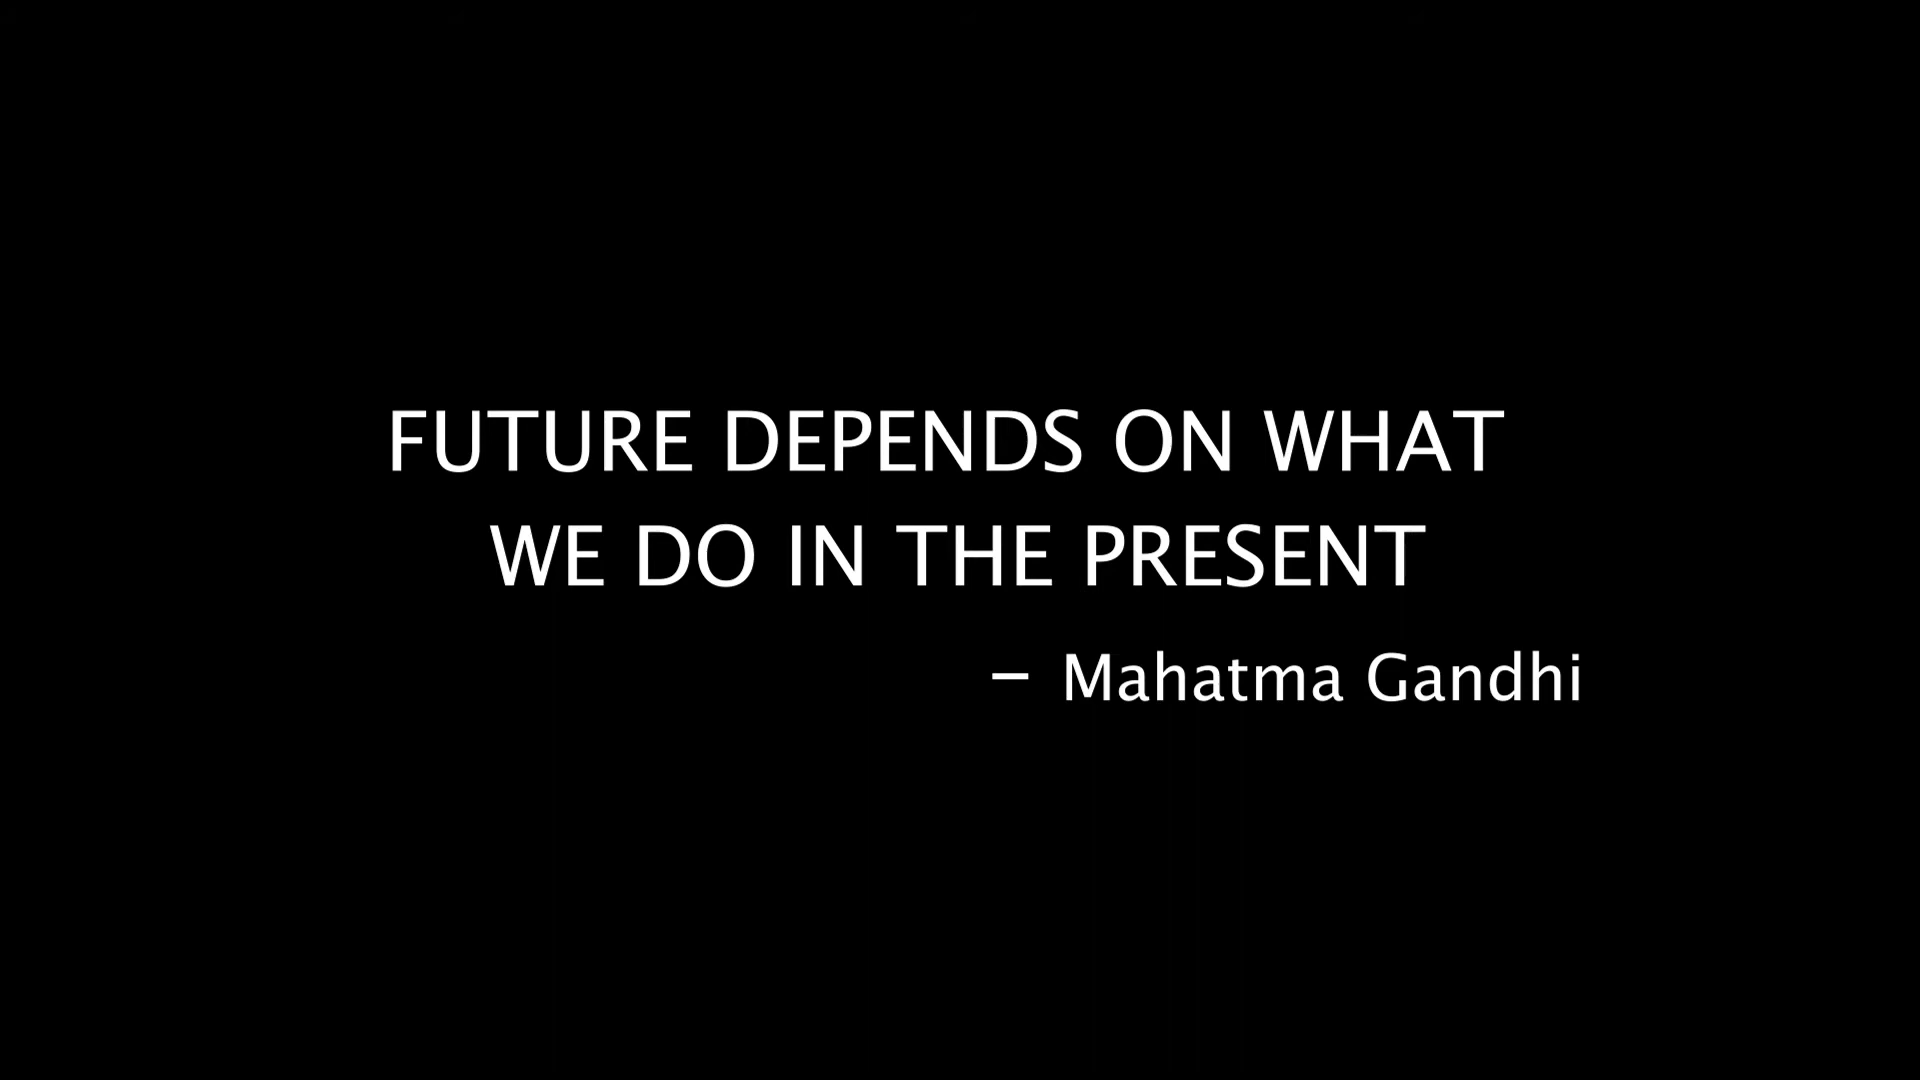 FUTURE DEPENDS ON WHAT
WE DO IN THE PRESENT
– Mahatma Gandhi